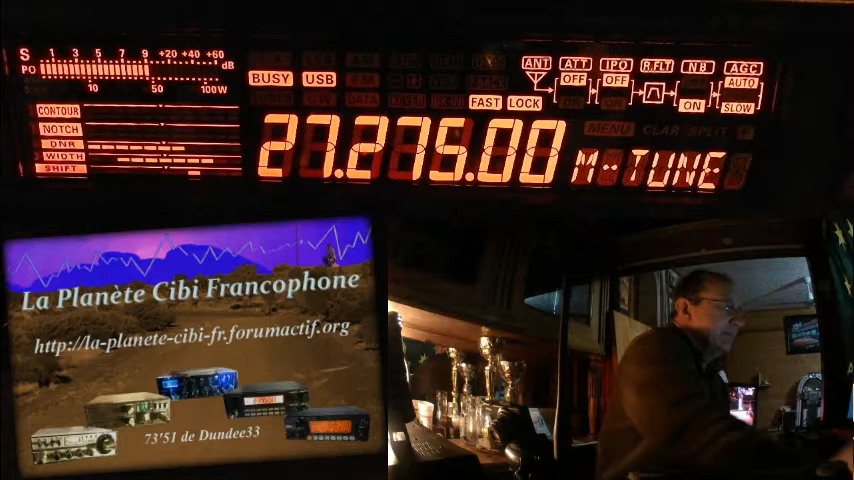 S 1 3 5 7 9 +20 +40 +60 dB
PO 10 50 100W
BUSY USB
FAST LOCK
ANT ATT IPO R.FLT NB AGC
OFF OFF AUTO
ON SLOW
CONTOUR
NOTCH
DNR
WIDTH
SHIFT
27.275.00 M-TUNE
MENU CLAR SPLIT
La Planète Cibi Francophone
http://la-planete-cibi-fr.forumactif.org
73'51 de Dundee33